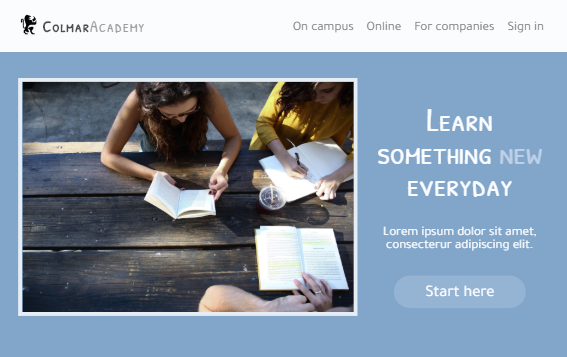 ColmarAcademy
On campus Online For companies Sign in
Learn
something new
everyday
Lorem ipsum dolor sit amet,
consecterur adipiscing elit.
Start here